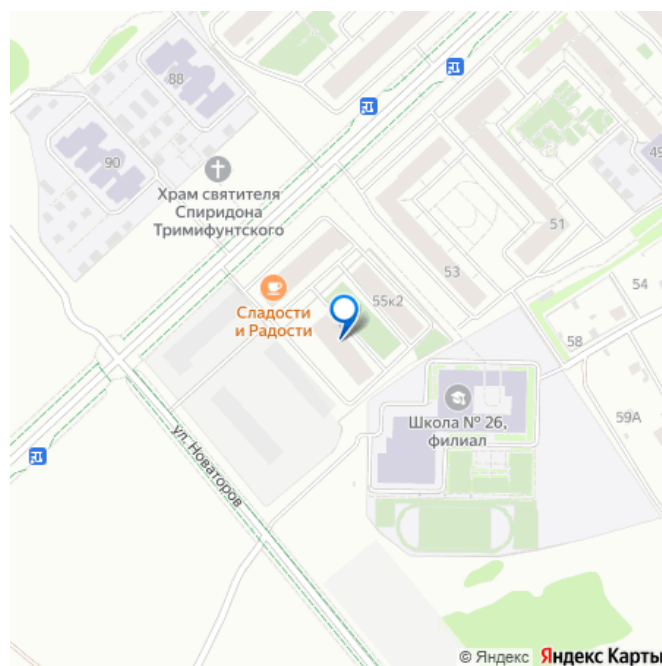 88
90
Храм святителя
Спиридона
Тримифунтского
49
51
53
55к2
54
Сладости
и Радости
58
59А
Школа № 26,
филиал
ул. Новаторов
© Яндекс Яндекс Карты